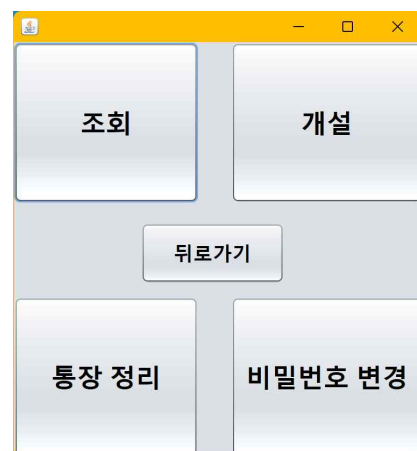 조회
개설
뒤로가기
통장 정리
비밀번호 변경